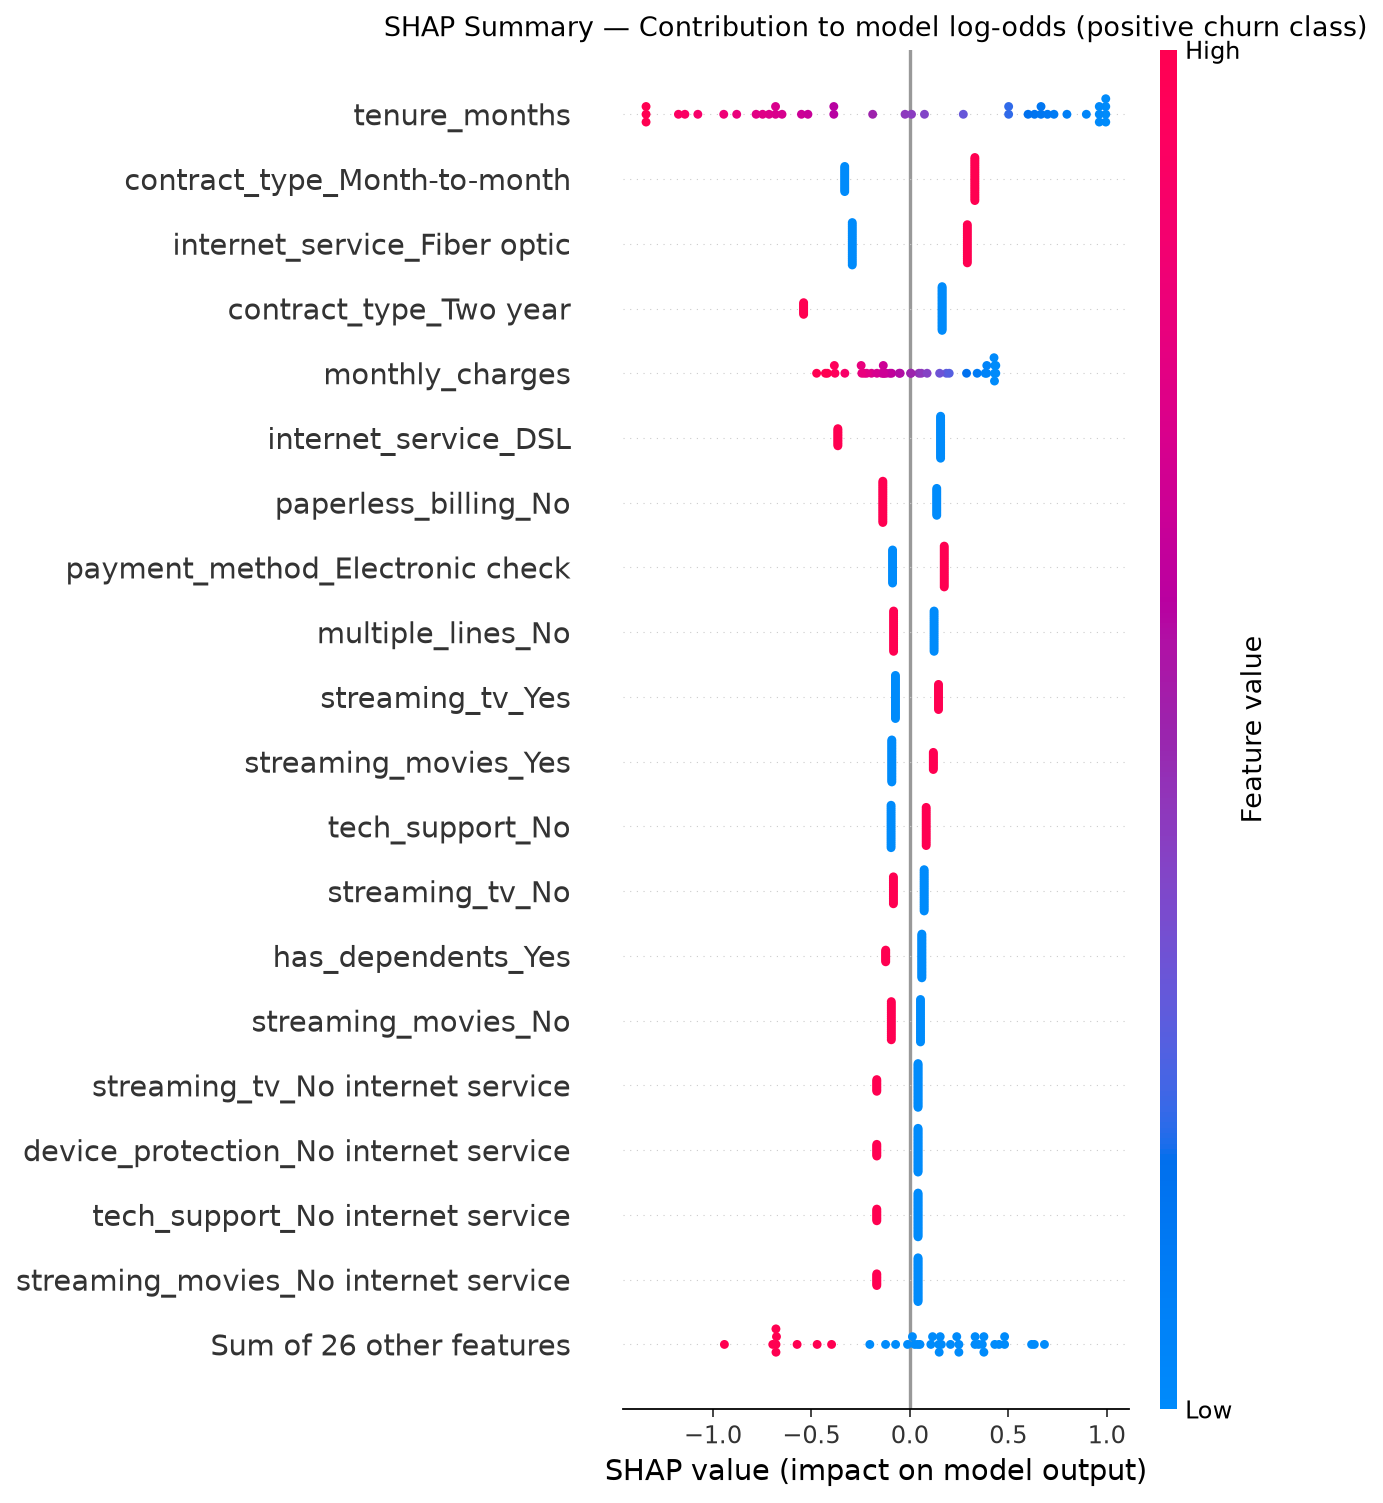 SHAP Summary — Contribution to model log-odds (positive churn class)
High
tenure_months
contract_type_Month-to-month
internet_service_Fiber optic
contract_type_Two year
monthly_charges
internet_service_DSL
paperless_billing_No
payment_method_Electronic check
multiple_lines_No
streaming_tv_Yes
streaming_movies_Yes
tech_support_No
streaming_tv_No
has_dependents_Yes
streaming_movies_No
streaming_tv_No internet service
device_protection_No internet service
tech_support_No internet service
streaming_movies_No internet service
Sum of 26 other features
Feature value
Low
−1.0 −0.5 0.0 0.5 1.0
SHAP value (impact on model output)